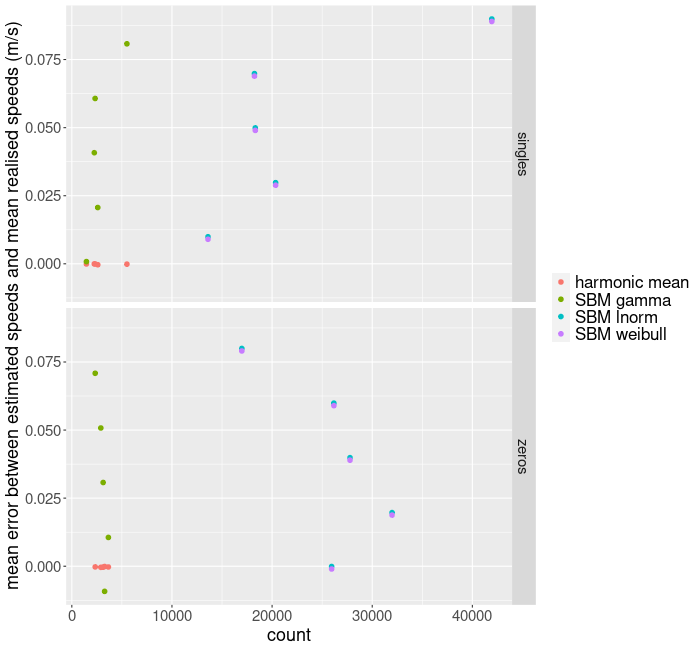 mean error between estimated speeds and mean realised speeds (m/s)
0.075
0.050
0.025
0.000
singles
0.075
0.050
0.025
0.000
zeros
0
10000
20000
30000
40000
count
harmonic mean
SBM gamma
SBM lnorm
SBM weibull